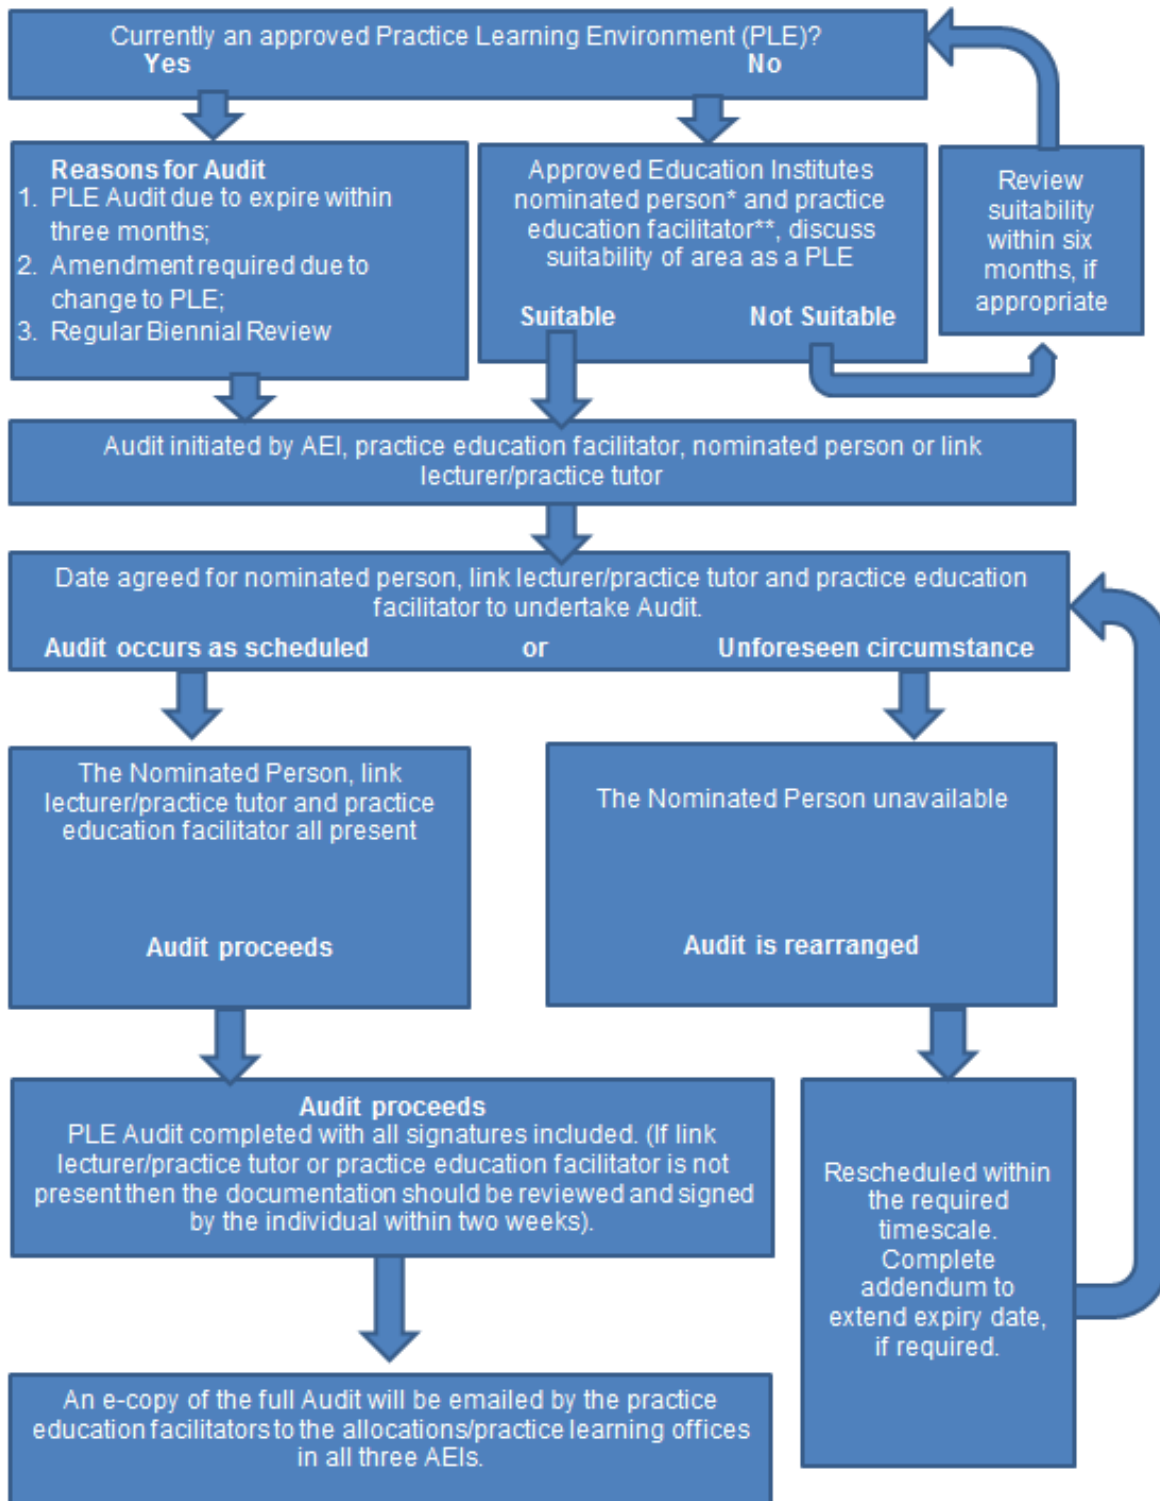 Currently an approved Practice Learning Environment (PLE)?
Yes No
Reasons for Audit
1. PLE Audit due to expire within
three months;
2. Amendment required due to
change to PLE;
3. Regular Biennial Review
Approved Education Institutes
nominated person* and practice
education facilitator**, discuss
suitability of area as a PLE
Suitable Not Suitable
Review
suitability
within six
months, if
appropriate
Audit initiated by AEI, practice education facilitator, nominated person or link
lecturer/practice tutor
Date agreed for nominated person, link lecturer/practice tutor and practice education
facilitator to undertake Audit.
Audit occurs as scheduled or Unforeseen circumstance
The Nominated Person, link
lecturer/practice tutor and practice
education facilitator all present
Audit proceeds
The Nominated Person unavailable
Audit is rearranged
Audit proceeds
PLE Audit completed with all signatures included. (If link
lecturer/practice tutor or practice education facilitator is not
present then the documentation should be reviewed and signed
by the individual within two weeks).
Rescheduled within
the required
timescale.
Complete
addendum to
extend expiry date,
if required.
An e-copy of the full Audit will be emailed by the practice
education facilitators to the allocations/practice learning offices
in all three AEIs.